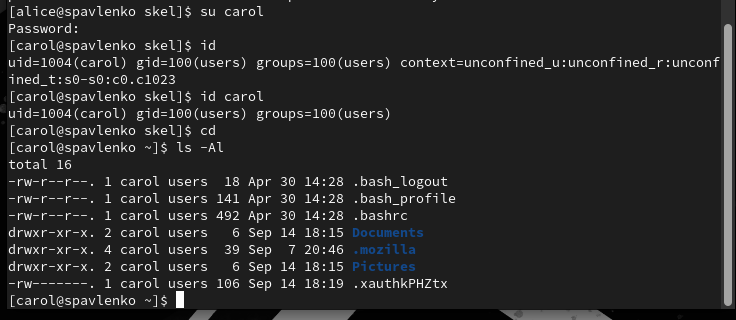 [alice@spavlenko skel]$ su carol
Password:
[carol@spavlenko skel]$ id
uid=1004(carol) gid=100(users) groups=100(users) context=unconfined_u:unconfined_r:unconf
ined_t:s0-s0:c0.c1023
[carol@spavlenko skel]$ id carol
uid=1004(carol) gid=100(users) groups=100(users)
[carol@spavlenko skel]$ cd
[carol@spavlenko ~]$ ls -Al
total 16
-rw-r--r--. 1 carol users  18 Apr 30 14:28 .bash_logout
-rw-r--r--. 1 carol users 141 Apr 30 14:28 .bash_profile
-rw-r--r--. 1 carol users 492 Apr 30 14:28 .bashrc
drwxr-xr-x. 2 carol users   6 Sep 14 18:15 Documents
drwxr-xr-x. 4 carol users  39 Sep  7 20:46 .mozilla
drwxr-xr-x. 2 carol users   6 Sep 14 18:15 Pictures
-rw-------. 1 carol users 106 Sep 14 18:19 .xauthkPHZtx
[carol@spavlenko ~]$